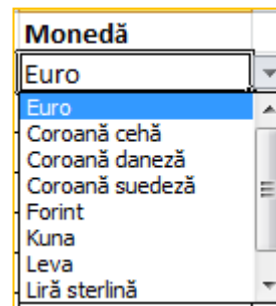 Monedă
Euro
Euro
Coroană cehă
Coroană daneză
Coroană suedeză
Forint
Kuna
Leva
Liră sterlină